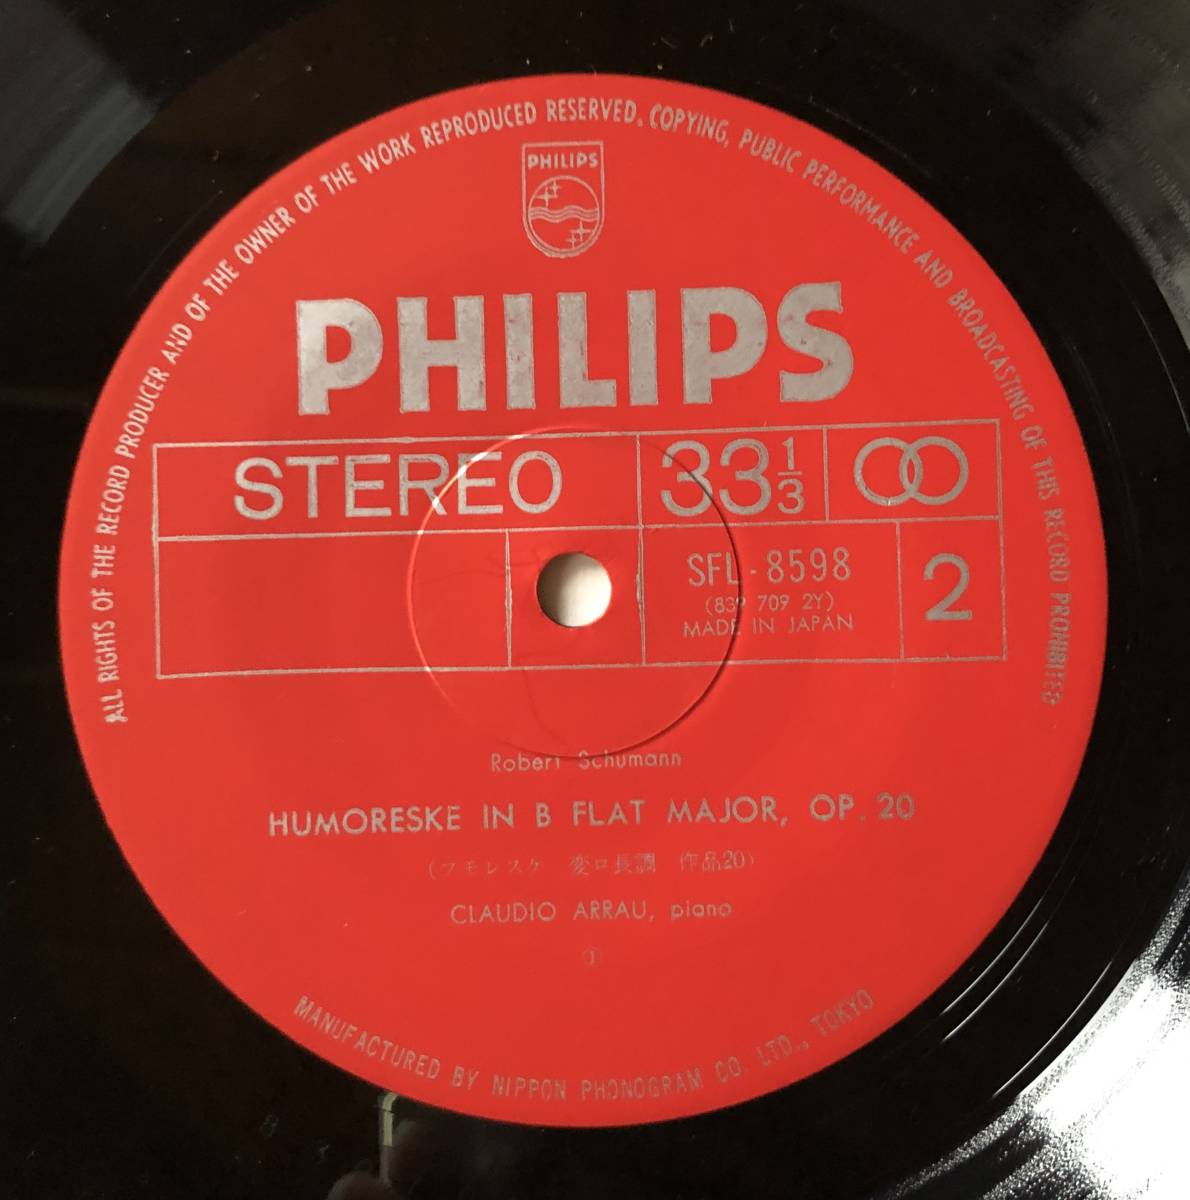 ALL RIGHTS OF THE RECORD PRODUCER AND OF THE OWNER OF THE WORK REPRODUCED RESERVED. COPYING, PUBLIC PERFORMANCE AND BROADCASTING OF THIS RECORD PROHIBITED
PHILIPS
PHILIPS
STEREO
33 1/3
SFL-8598
(839 709 2Y)
MADE IN JAPAN
2
Robert Schumann
HUMORESKE IN B FLAT MAJOR, OP. 20
(フモレスケ 変ロ長調 作品20)
CLAUDIO ARRAU, piano
①
MANUFACTURED BY NIPPON PHONOGRAM CO. LTD., TOKYO